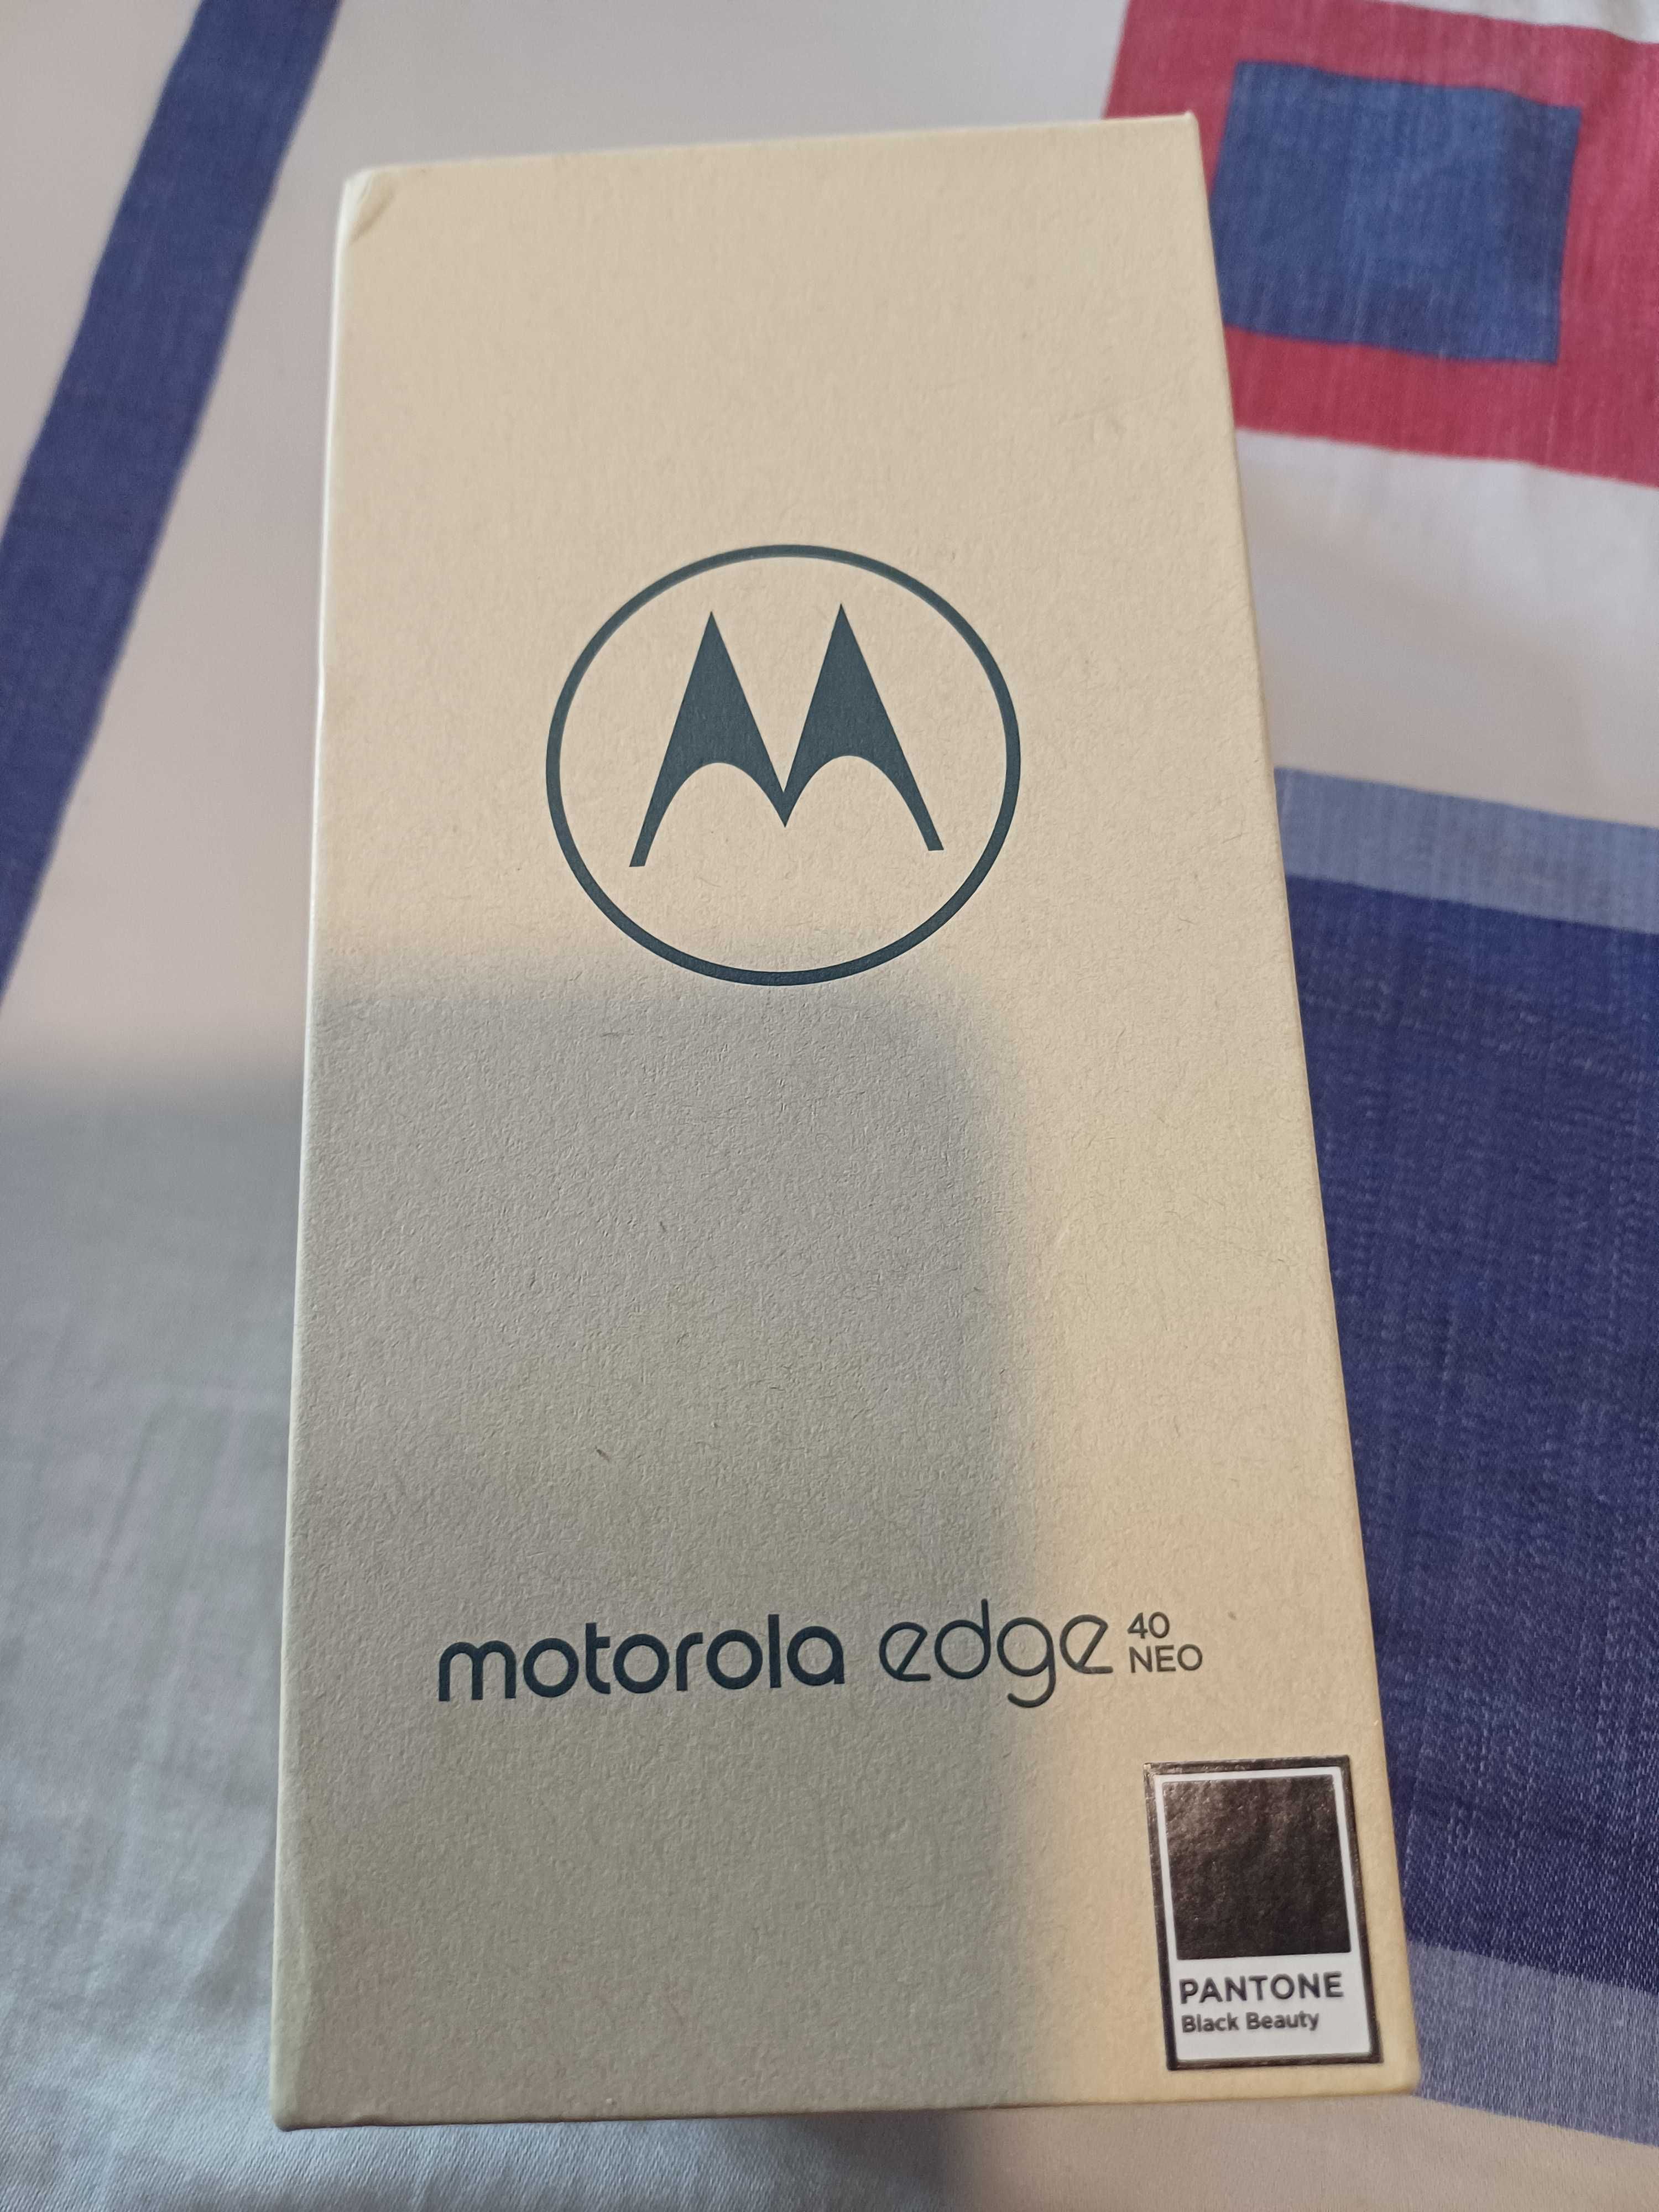 motorola edge 40
NEO
PANTONE
Black Beauty